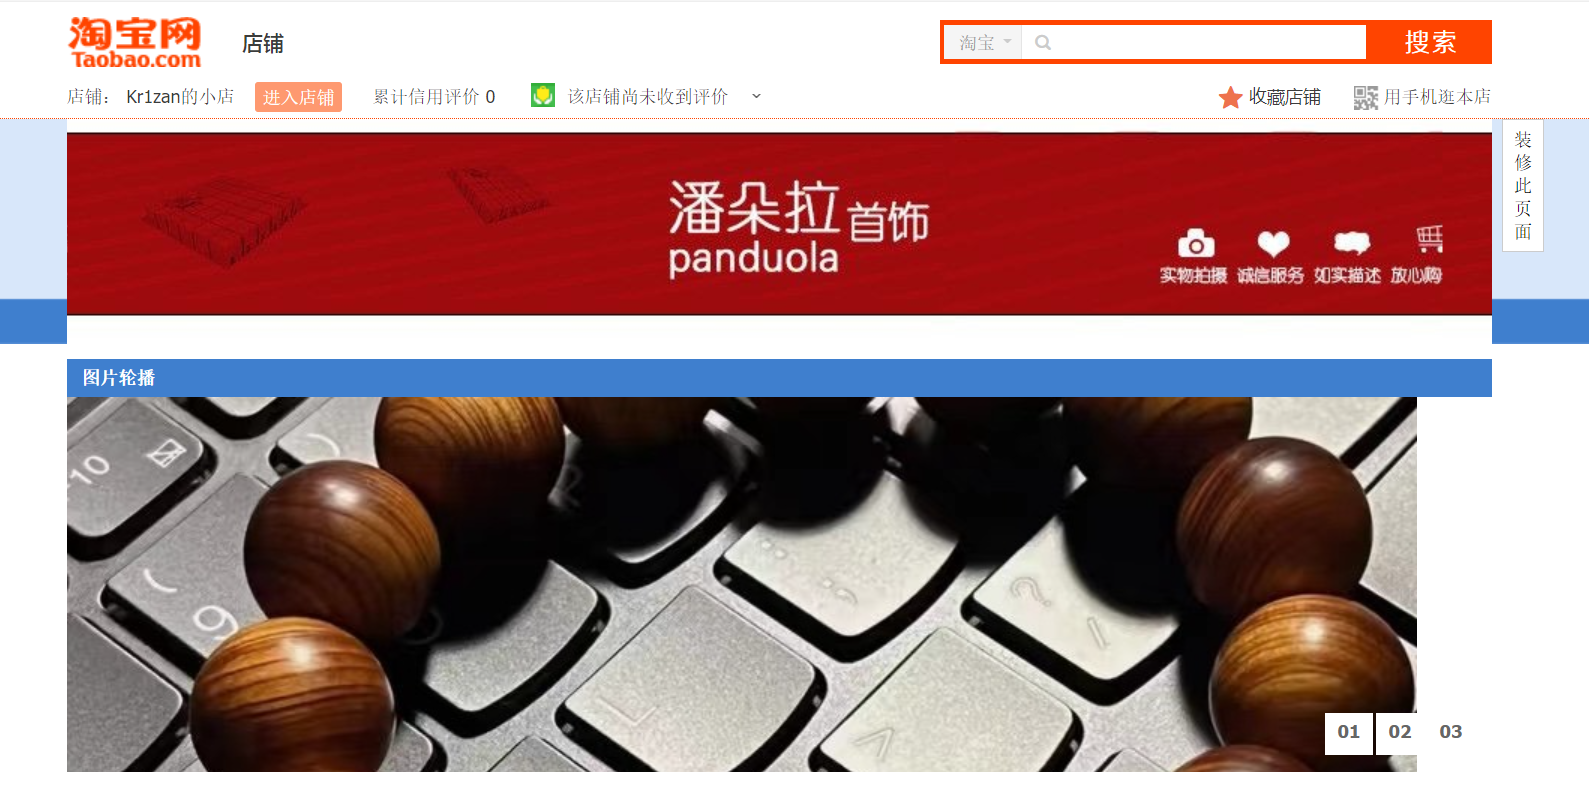 淘宝网
Taobao.com
店铺
淘宝
搜索
店铺： Kr1zan的小店 进入店铺 累计信用评价 0 该店铺尚未收到评价
收藏店铺 用手机逛本店
装修此页面
潘朵拉首饰
panduola
实物拍摄 诚信服务 如实描述 放心购
图片轮播
10
9
2
01 02 03